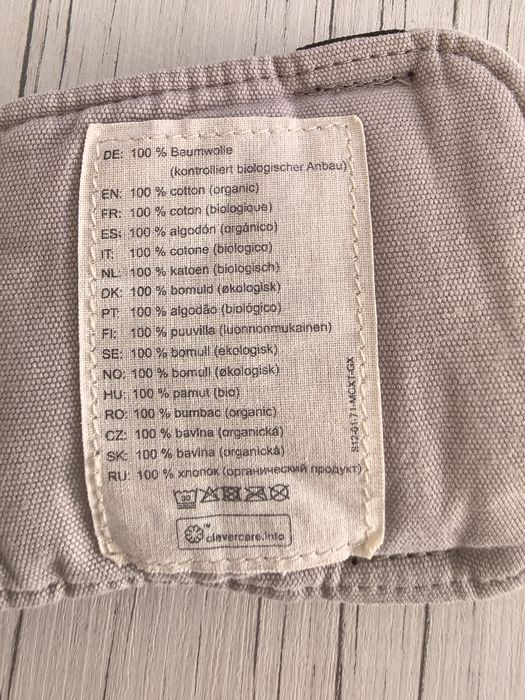 DE: 100 % Baumwolle
(kontrolliert biologischer Anbau)
EN: 100 % cotton (organic)
FR: 100 % coton (biologique)
ES: 100 % algodón (orgánico)
IT: 100 % cotone (biologico)
NL: 100 % katoen (biologisch)
DK: 100 % bomuld (økologisk)
PT: 100 % algodão (biológico)
FI: 100 % puuvilla (luonnonmukainen)
SE: 100 % bomull (ekologisk)
NO: 100 % bomull (økologisk)
HU: 100 % pamut (bio)
RO: 100 % bumbac (organic)
CZ: 100 % bavlna (organická)
SK: 100 % bavlna (organická)
RU: 100 % хлопок (органический продукт)
30
clevercare.info
™